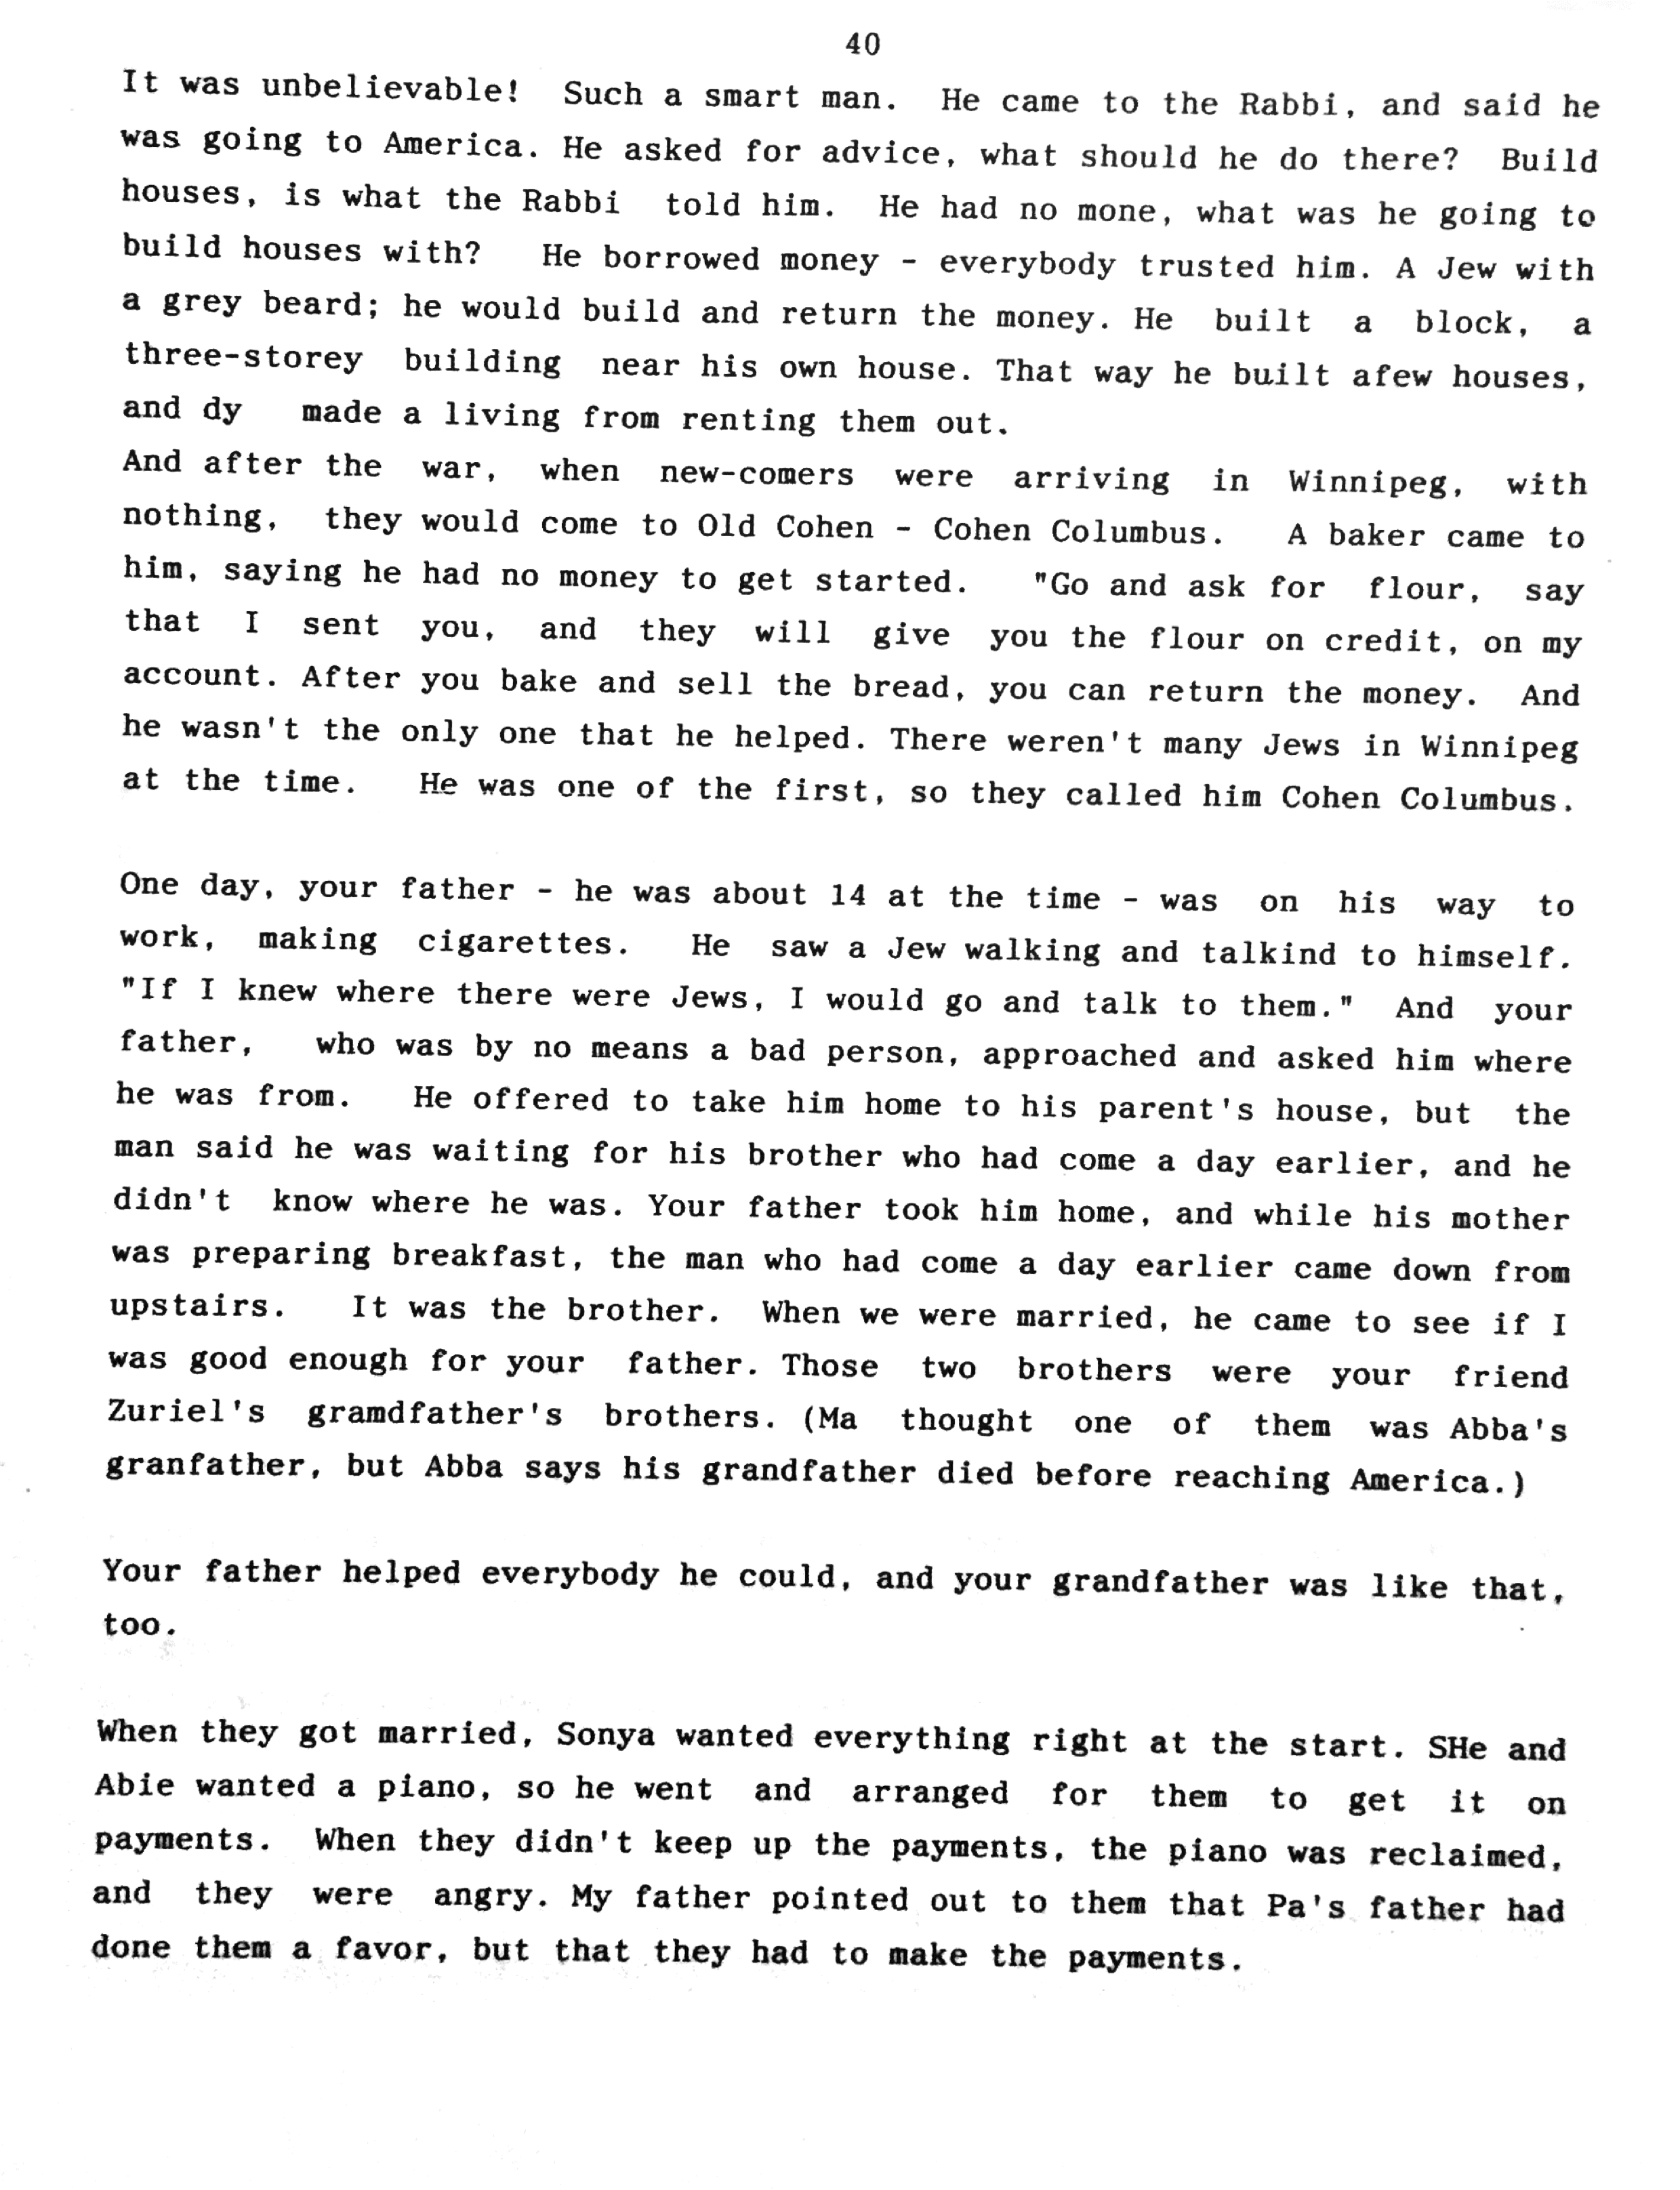 40
It was unbelievable! Such a smart man. He came to the Rabbi, and said he
was going to America. He asked for advice, what should he do there? Build
houses, is what the Rabbi told him. He had no mone, what was he going to
build houses with? He borrowed money - everybody trusted him. A Jew with
a grey beard; he would build and return the money. He built a block, a
three-storey building near his own house. That way he built afew houses,
and dy made a living from renting them out.
And after the war, when new-comers were arriving in Winnipeg, with
nothing, they would come to Old Cohen - Cohen Columbus. A baker came to
him, saying he had no money to get started. "Go and ask for flour, say
that I sent you, and they will give you the flour on credit, on my
account. After you bake and sell the bread, you can return the money. And
he wasn't the only one that he helped. There weren't many Jews in Winnipeg
at the time. He was one of the first, so they called him Cohen Columbus.
One day, your father - he was about 14 at the time - was on his way to
work, making cigarettes. He saw a Jew walking and talkind to himself.
"If I knew where there were Jews, I would go and talk to them." And your
father, who was by no means a bad person, approached and asked him where
he was from. He offered to take him home to his parent's house, but the
man said he was waiting for his brother who had come a day earlier, and he
didn't know where he was. Your father took him home, and while his mother
was preparing breakfast, the man who had come a day earlier came down from
upstairs. It was the brother. When we were married, he came to see if I
was good enough for your father. Those two brothers were your friend
Zuriel's gramdfather's brothers. (Ma thought one of them was Abba's
granfather, but Abba says his grandfather died before reaching America.)
Your father helped everybody he could, and your grandfather was like that,
too.
When they got married, Sonya wanted everything right at the start. SHe and
Abie wanted a piano, so he went and arranged for them to get it on
payments. When they didn't keep up the payments, the piano was reclaimed,
and they were angry. My father pointed out to them that Pa's father had
done them a favor, but that they had to make the payments.